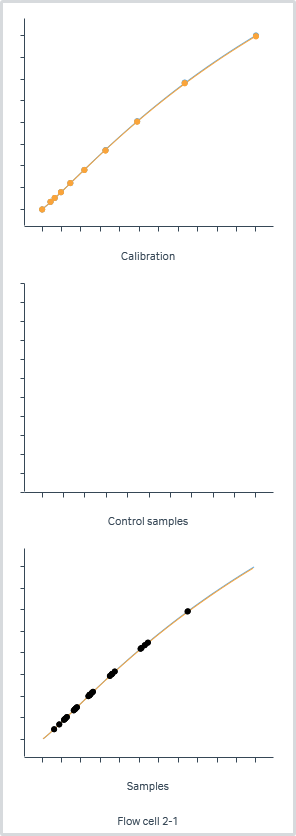 Calibration
Control samples
Samples
Flow cell 2-1